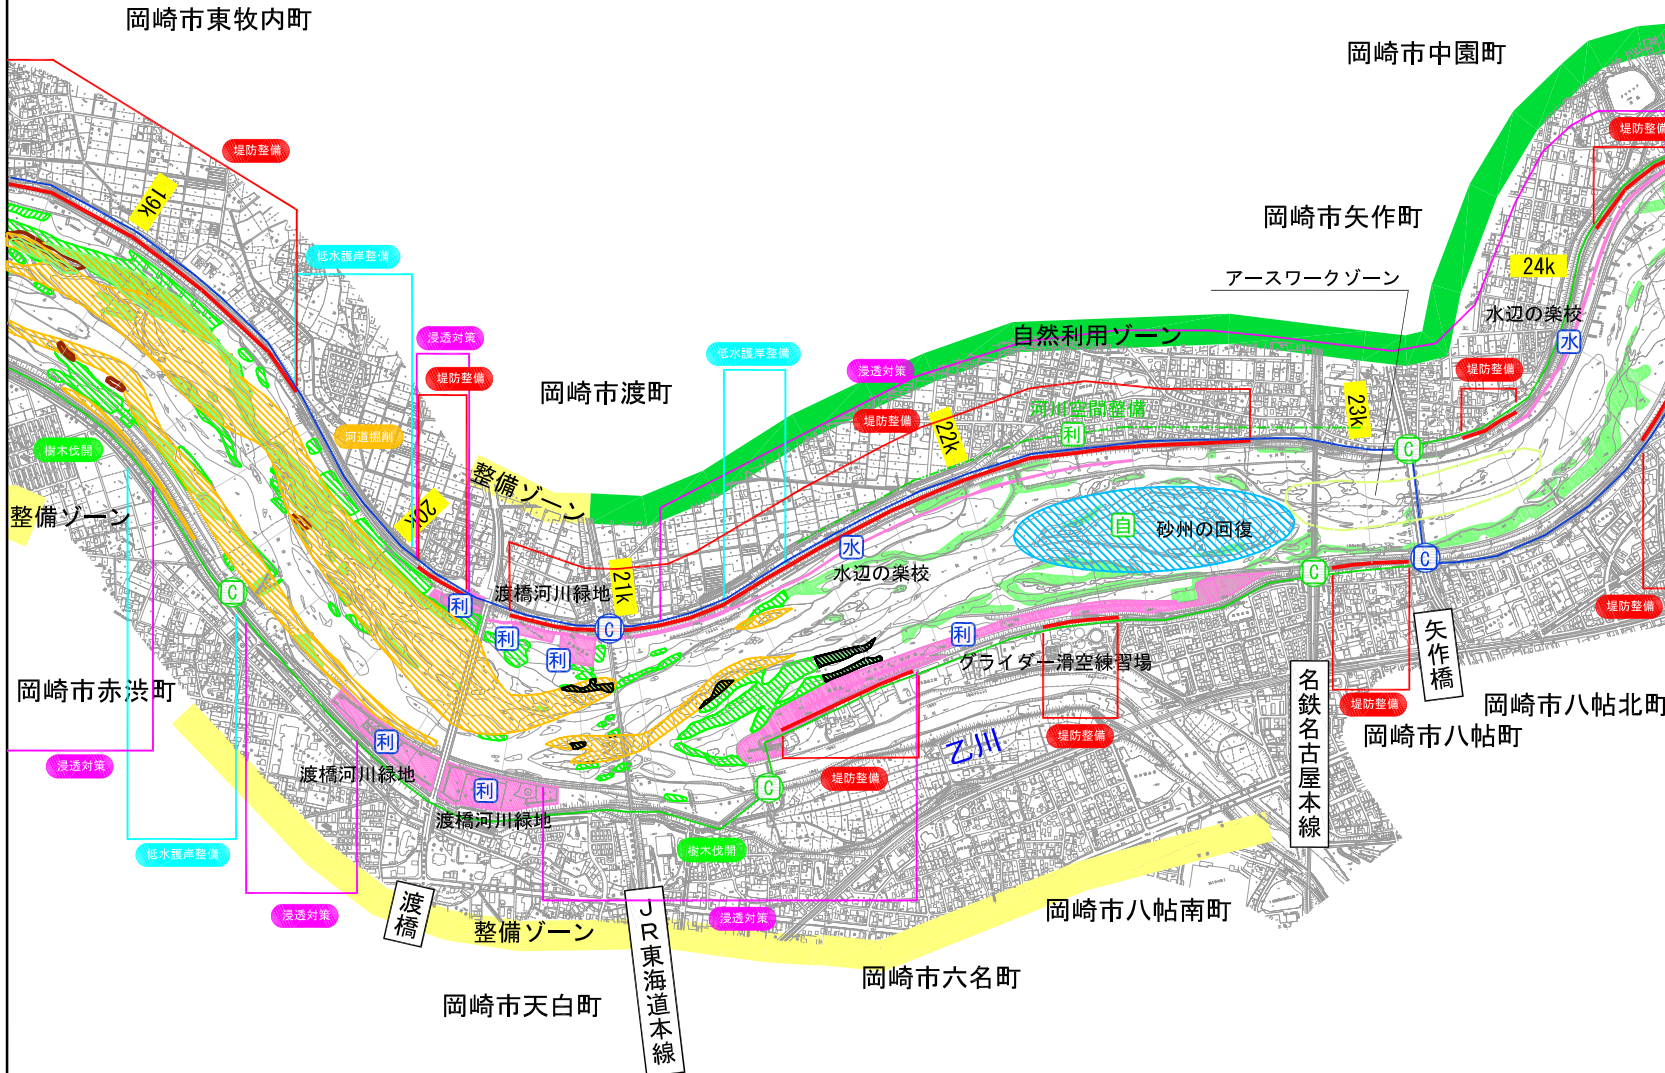 岡崎市東牧内町
岡崎市中園町
堤防整備
堤防整備
19k
岡崎市矢作町
低水護岸整備
24k
アースワークゾーン
水辺の楽校
水
浸透対策
自然利用ゾーン
低水護岸整備
堤防整備
浸透対策
堤防整備
岡崎市渡町
23k
河川空間整備
利
堤防整備
22k
河道掘削
樹木伐開
C
整備ゾーン
20k
整備ゾーン
自
砂州の回復
水
水辺の楽校
C
C
21k
渡橋河川緑地
C
利
堤防整備
利
C
利
利
グライダー滑空練習場
矢作橋
岡崎市赤渋町
名鉄名古屋本線
堤防整備
岡崎市八帖北町
岡崎市八帖町
堤防整備
乙川
利
浸透対策
渡橋河川緑地
堤防整備
利
C
渡橋河川緑地
低水護岸整備
樹木伐開
渡橋
浸透対策
整備ゾーン
浸透対策
岡崎市八帖南町
JR東海道本線
岡崎市六名町
岡崎市天白町